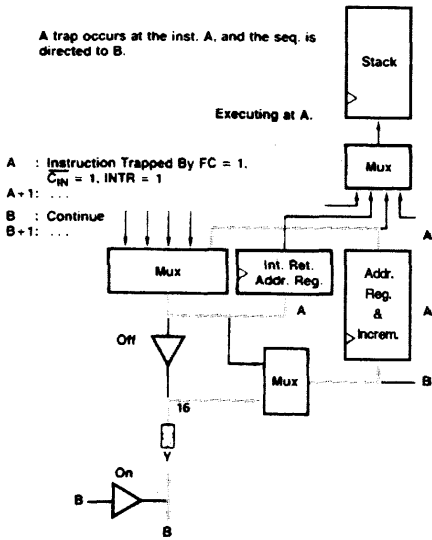 A trap occurs at the inst. A, and the seq. is
directed to B.
Stack
Executing at A.
A : Instruction Trapped By FC = 1,
C̅I̅N̅ = 1, INTR = 1
A+1: . . .
B : Continue
B+1: . . .
Mux
A
Mux
Int. Ret.
Addr. Reg.
Addr.
Reg.
&
Increm.
A
A
Off
Mux
B
16
Y
On
B
B